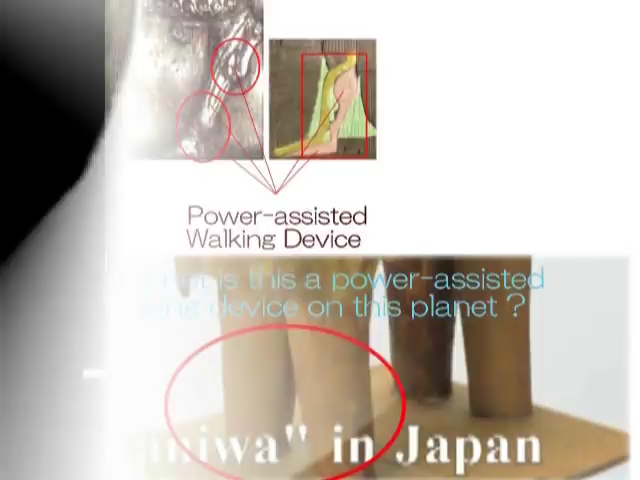 Power-assisted
Walking Device
is this a power-assisted
device on this planet ?
in Japan